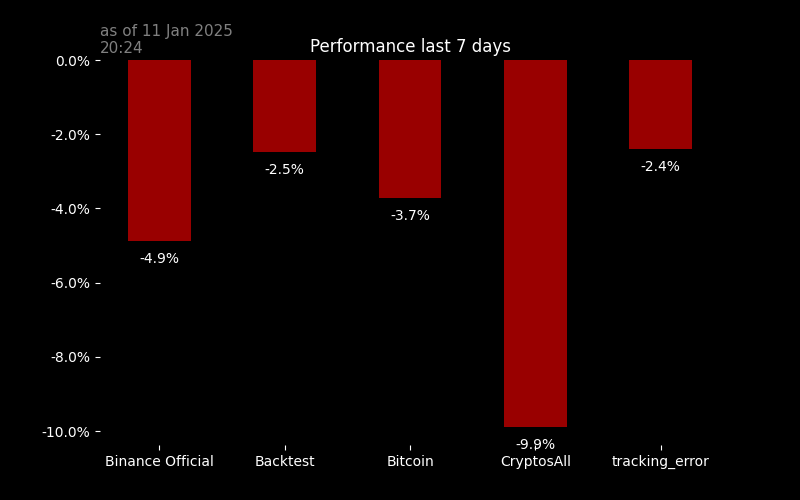 as of 11 Jan 2025
20:24
Performance last 7 days
0.0%
-2.0%
-4.0%
-6.0%
-8.0%
-10.0%
-4.9%
-2.5%
-3.7%
-9.9%
-2.4%
Binance Official
Backtest
Bitcoin
CryptosAll
tracking_error